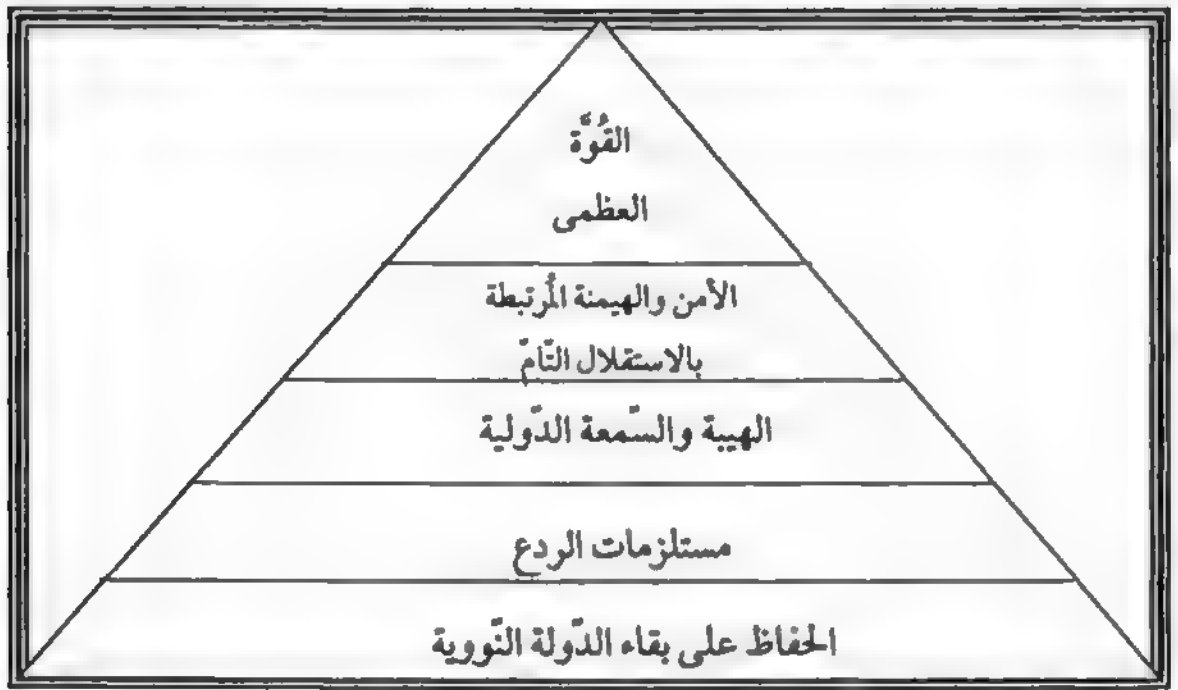 القُوَّة
العظمى
الأمن والهيمنة المُرتبطة
بالاستقلال التّامّ
الهيبة والسّمعة الدّولية
مستلزمات الردع
الحفاظ على بقاء الدّولة النّووية